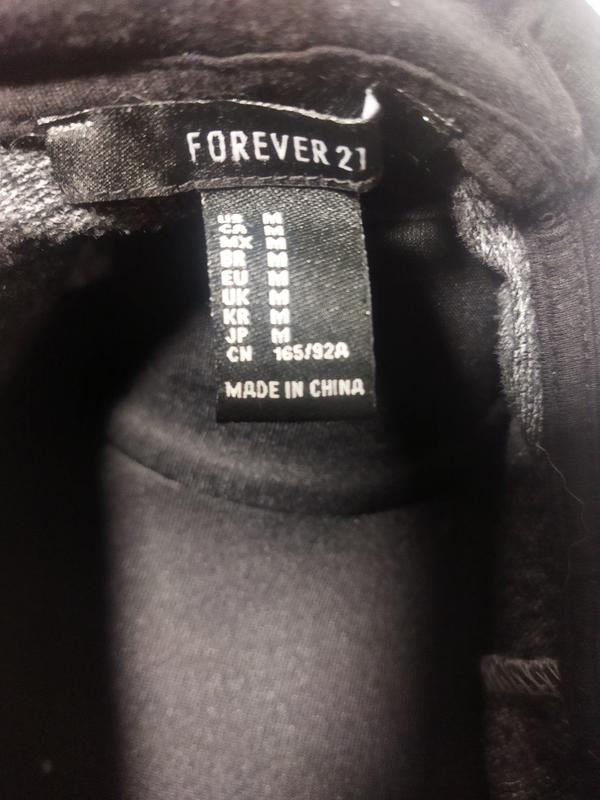 FOREVER 21
US M
CA M
MX M
BR M
EU M
UK M
KR M
JP M
CN 165/92A
MADE IN CHINA